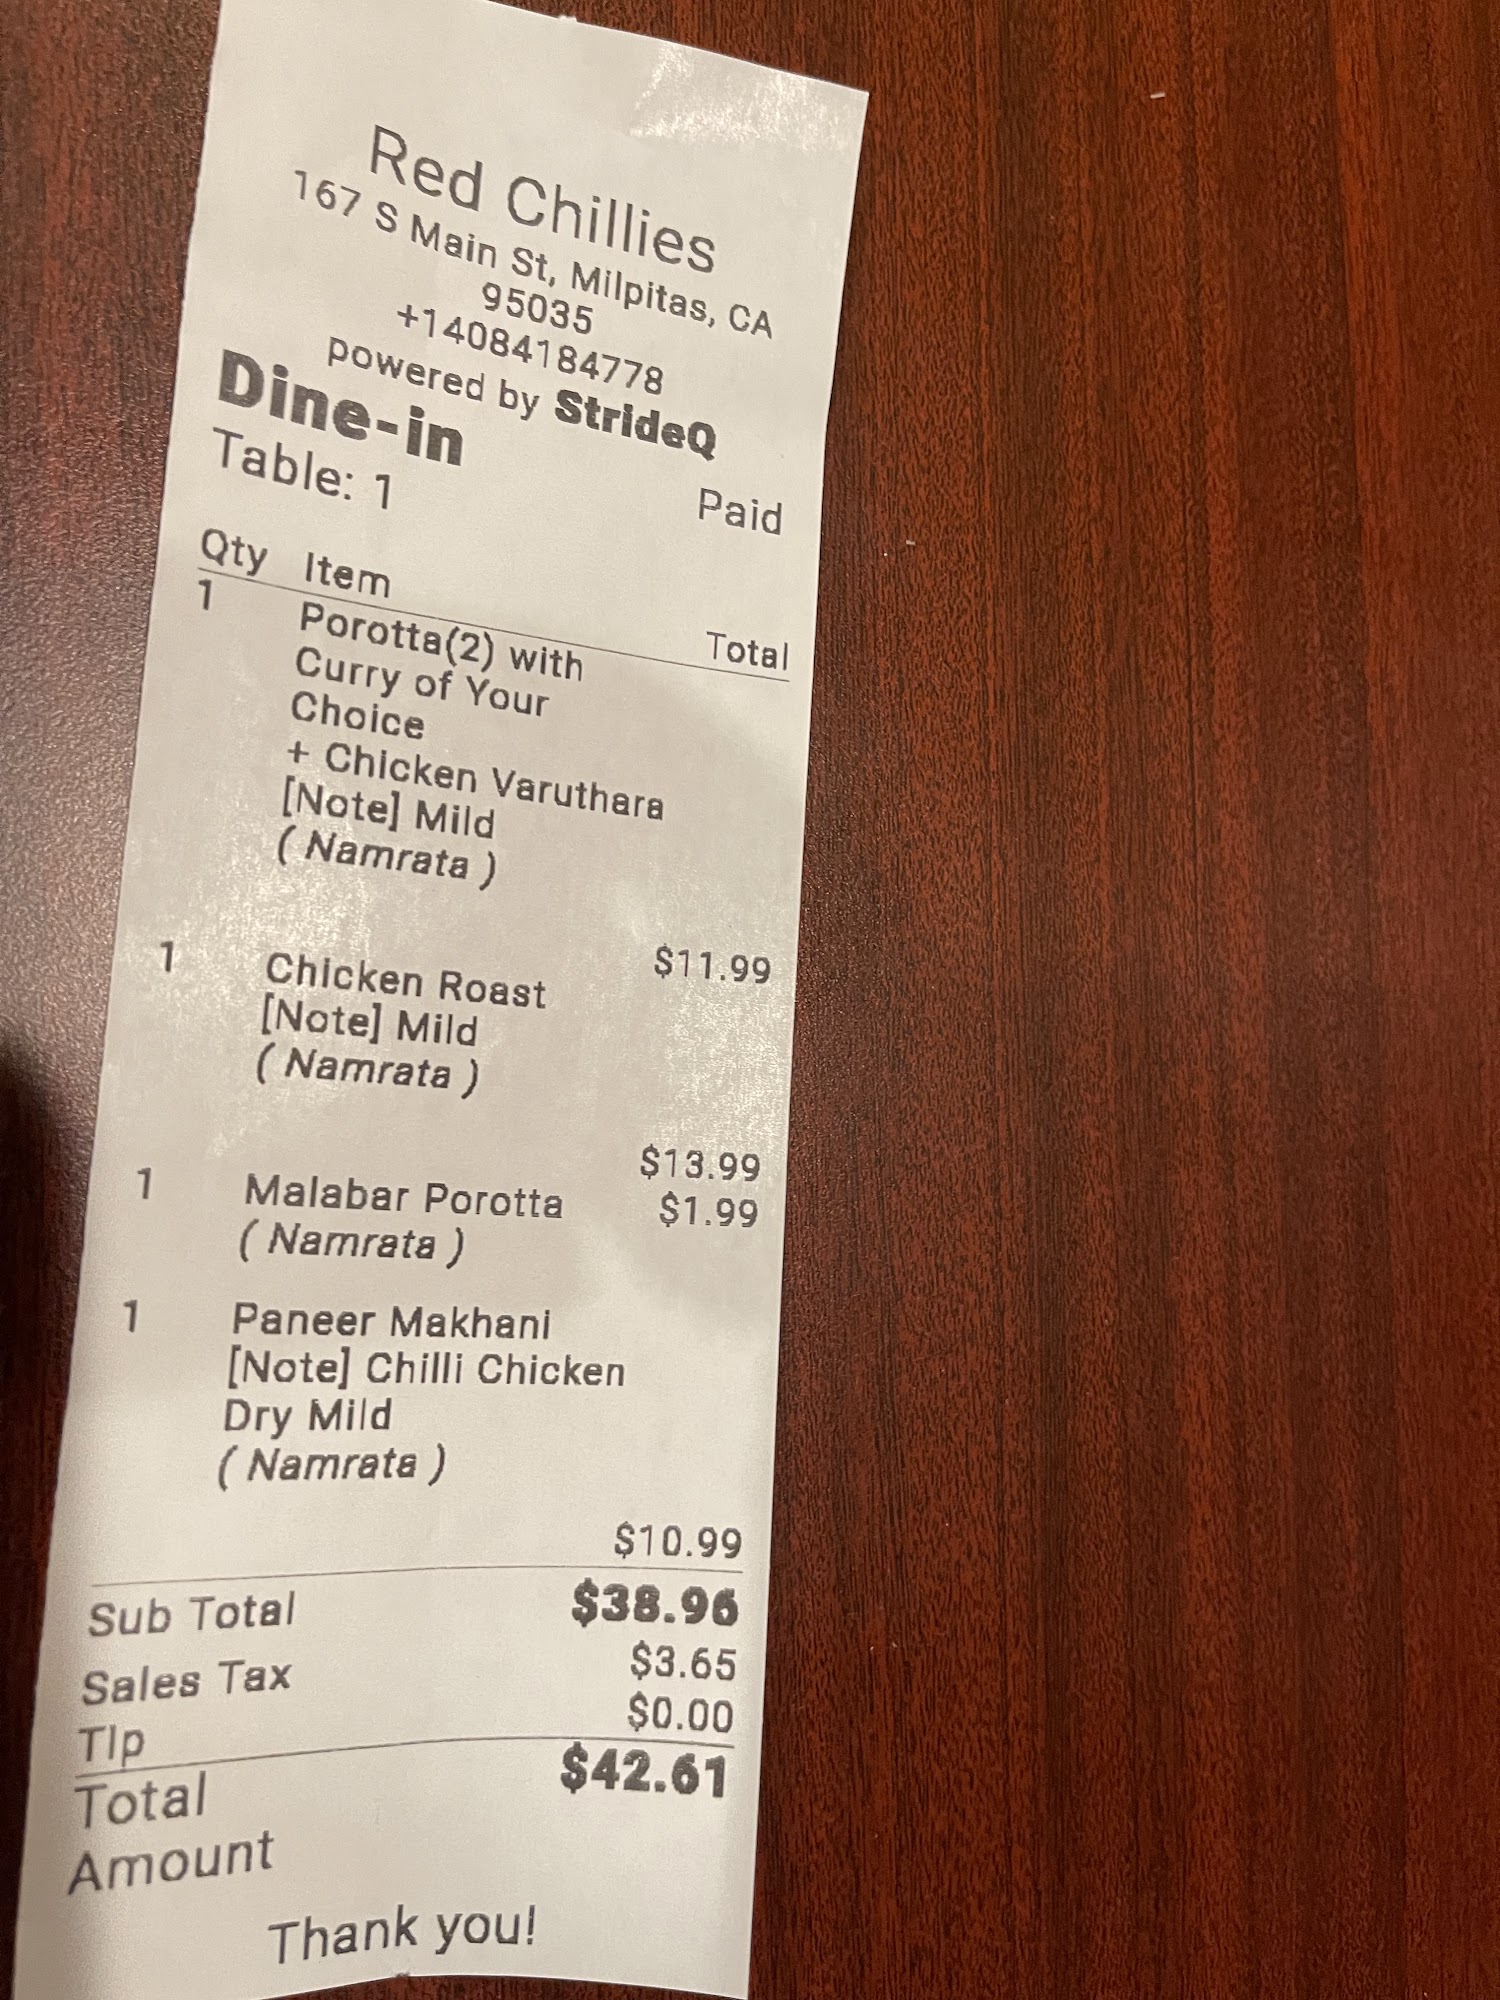 Red Chillies
167 S Main St, Milpitas, CA
95035
+14084184778
powered by StrideQ
Dine-in
Table: 1 Paid
Qty Item Total
1 Porotta(2) with
Curry of Your
Choice
+ Chicken Varuthara
[Note] Mild
( Namrata )
$11.99
1 Chicken Roast
[Note] Mild
( Namrata )
$13.99
1 Malabar Porotta $1.99
( Namrata )
1 Paneer Makhani
[Note] Chilli Chicken
Dry Mild
( Namrata )
$10.99
Sub Total $38.96
Sales Tax $3.65
Tip $0.00
Total $42.61
Amount
Thank you!